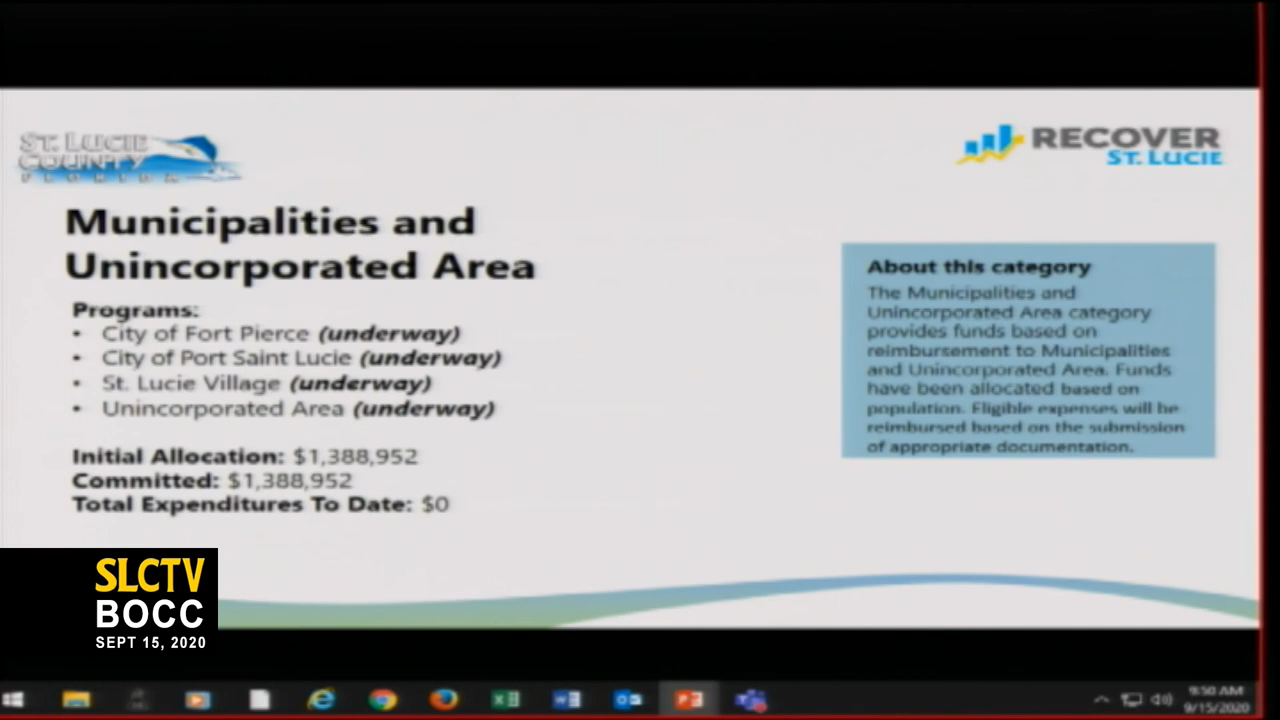 ST. LUCIE
COUNTY
FLORIDA
RECOVER
ST. LUCIE
Municipalities and
Unincorporated Area
Programs:
• City of Fort Pierce (underway)
• City of Port Saint Lucie (underway)
• St. Lucie Village (underway)
• Unincorporated Area (underway)
Initial Allocation: $1,388,952
Committed: $1,388,952
Total Expenditures To Date: $0
About this category
The Municipalities and
Unincorporated Area category
provides funds based on
reimbursement to Municipalities
and Unincorporated Area. Funds
have been allocated based on
population. Eligible expenses will be
reimbursed based on the submission
of appropriate documentation.
SLCTV
BOCC
SEPT 15, 2020
9:50 AM
9/15/2020